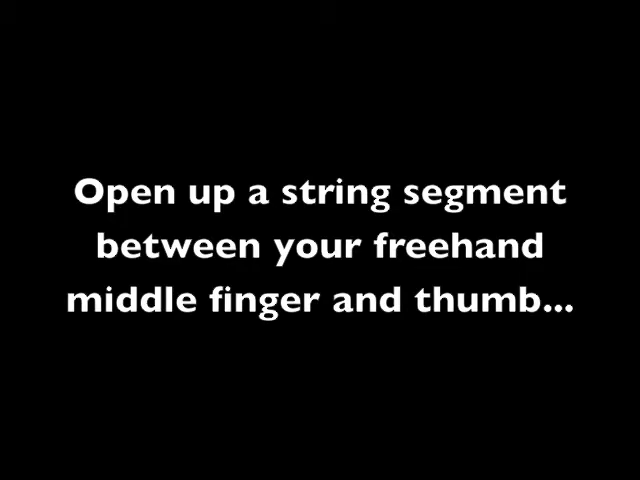 Open up a string segment
between your freehand
middle finger and thumb...